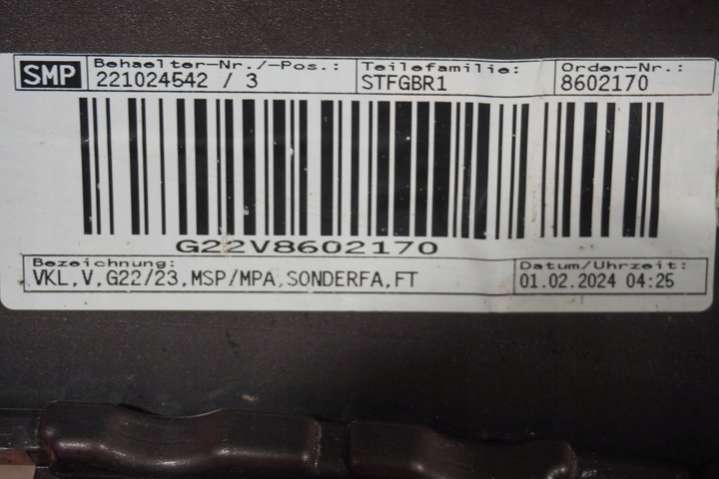 SMP
Behaelter-Nr./-Pos.: Teilefamilie: Order-Nr.:
221024542 / 3 STFGBR1 8602170
G22V8602170
Bezeichnung: Datum/Uhrzeit:
VKL,V,G22/23,MSP/MPA,SONDERFA,FT 01.02.2024 04:25